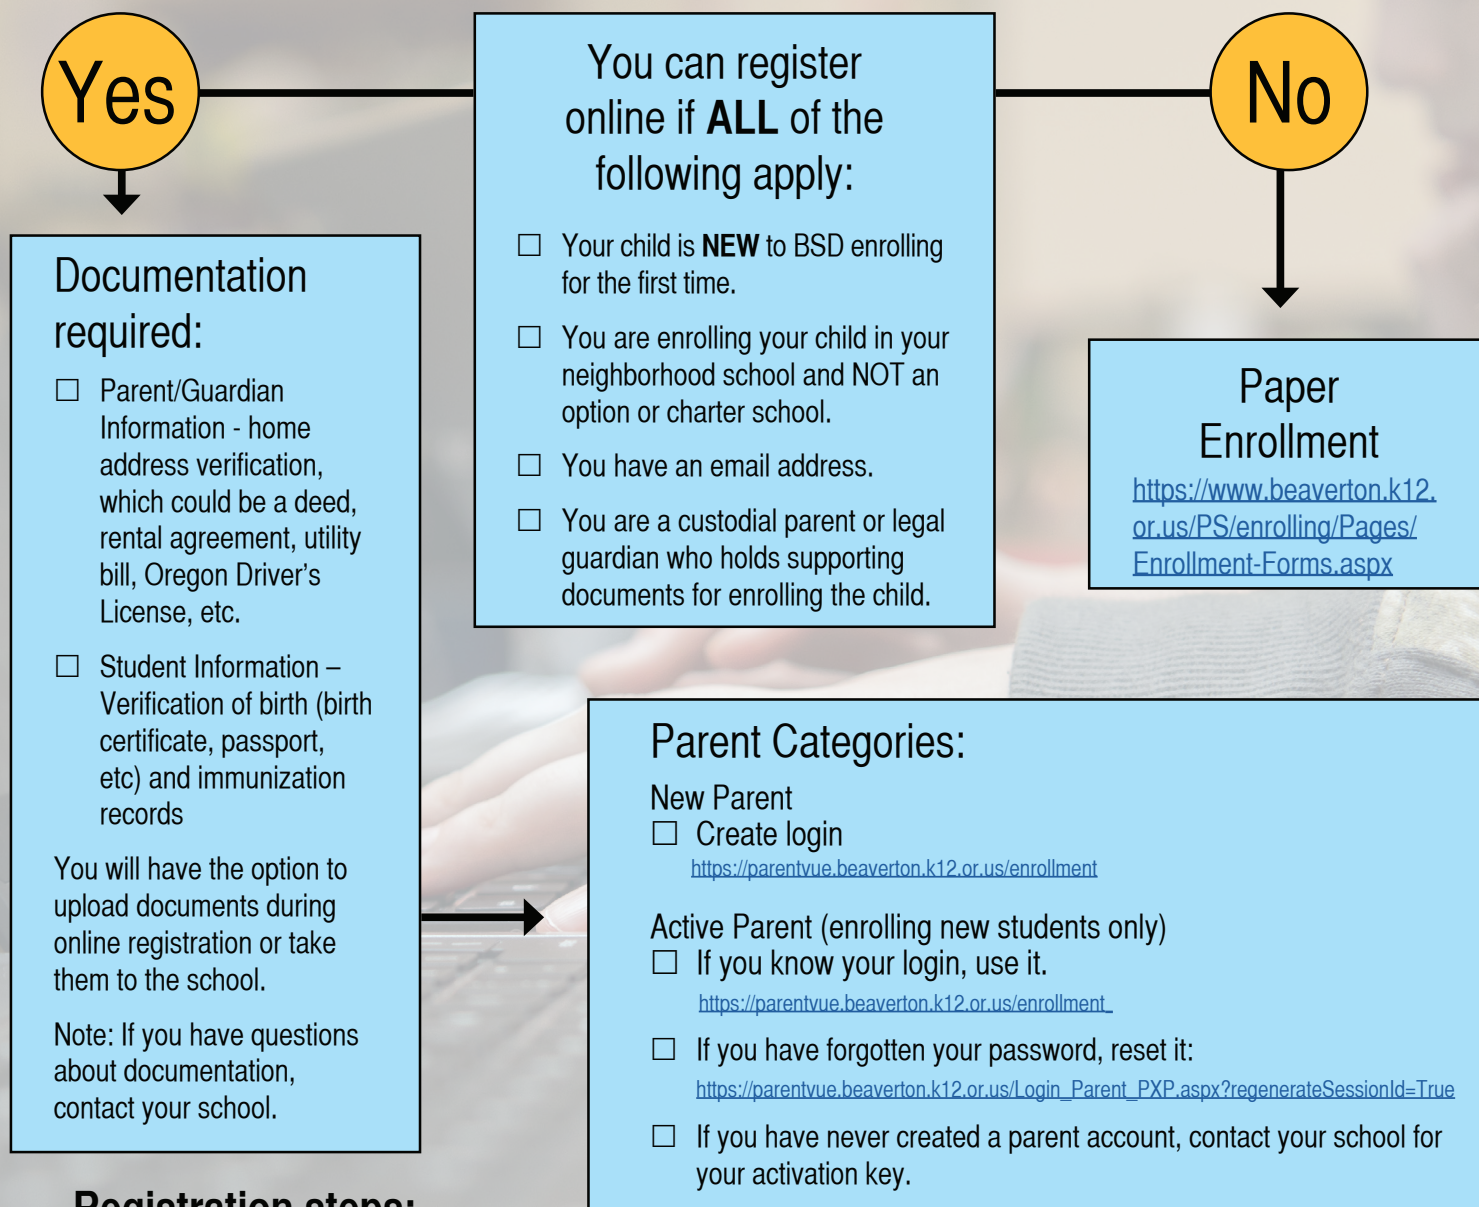 Yes
You can register
online if ALL of the
following apply:
☐ Your child is NEW to BSD enrolling
for the first time.
☐ You are enrolling your child in your
neighborhood school and NOT an
option or charter school.
☐ You have an email address.
☐ You are a custodial parent or legal
guardian who holds supporting
documents for enrolling the child.
No
Documentation
required:
☐ Parent/Guardian
Information - home
address verification,
which could be a deed,
rental agreement, utility
bill, Oregon Driver's
License, etc.
☐ Student Information –
Verification of birth (birth
certificate, passport,
etc) and immunization
records
You will have the option to
upload documents during
online registration or take
them to the school.
Note: If you have questions
about documentation,
contact your school.
Paper
Enrollment
https://www.beaverton.k12.
or.us/PS/enrolling/Pages/
Enrollment-Forms.aspx
Parent Categories:
New Parent
☐ Create login
https://parentvue.beaverton.k12.or.us/enrollment
Active Parent (enrolling new students only)
☐ If you know your login, use it.
https://parentvue.beaverton.k12.or.us/enrollment_
☐ If you have forgotten your password, reset it:
https://parentvue.beaverton.k12.or.us/Login_Parent_PXP.aspx?regenerateSessionId=True
☐ If you have never created a parent account, contact your school for
your activation key.
Registration steps: